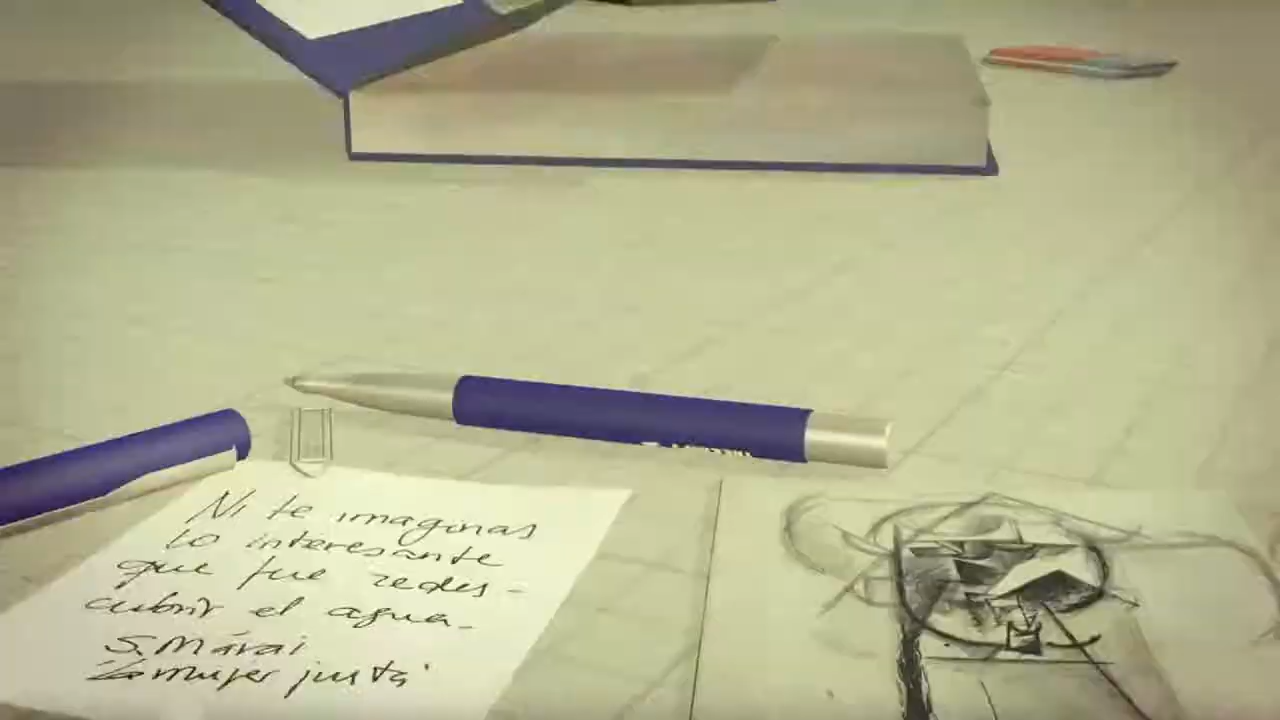 Ni te imaginas
lo interesante
que fue redes-
cubrir el agua.
S. Márai
"La mujer justa"